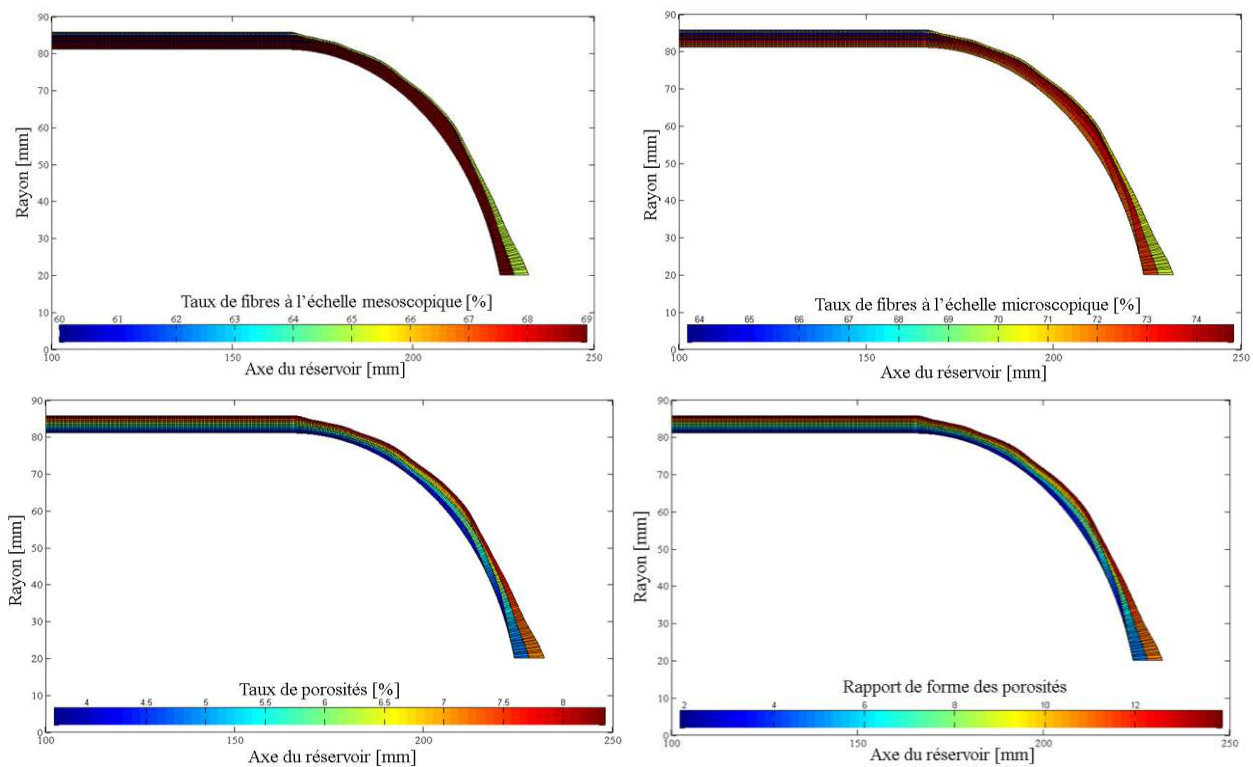 90
80
70
60
50
40
30
20
10
0
Rayon [mm]
Taux de fibres à l'échelle mesoscopique [%]
60 61 62 63 64 65 66 67 68 69
100 150 200 250
Axe du réservoir [mm]
90
80
70
60
50
40
30
20
10
0
Rayon [mm]
Taux de fibres à l'échelle microscopique [%]
64 65 66 67 68 69 70 71 72 73 74
100 150 200 250
Axe du réservoir [mm]
90
80
70
60
50
40
30
20
10
0
Rayon [mm]
Taux de porosités [%]
4 4.5 5 5.5 6 6.5 7 7.5 8
100 150 200 250
Axe du réservoir [mm]
90
80
70
60
50
40
30
20
10
0
Rayon [mm]
Rapport de forme des porosités
2 4 6 8 10 12
100 150 200 250
Axe du réservoir [mm]